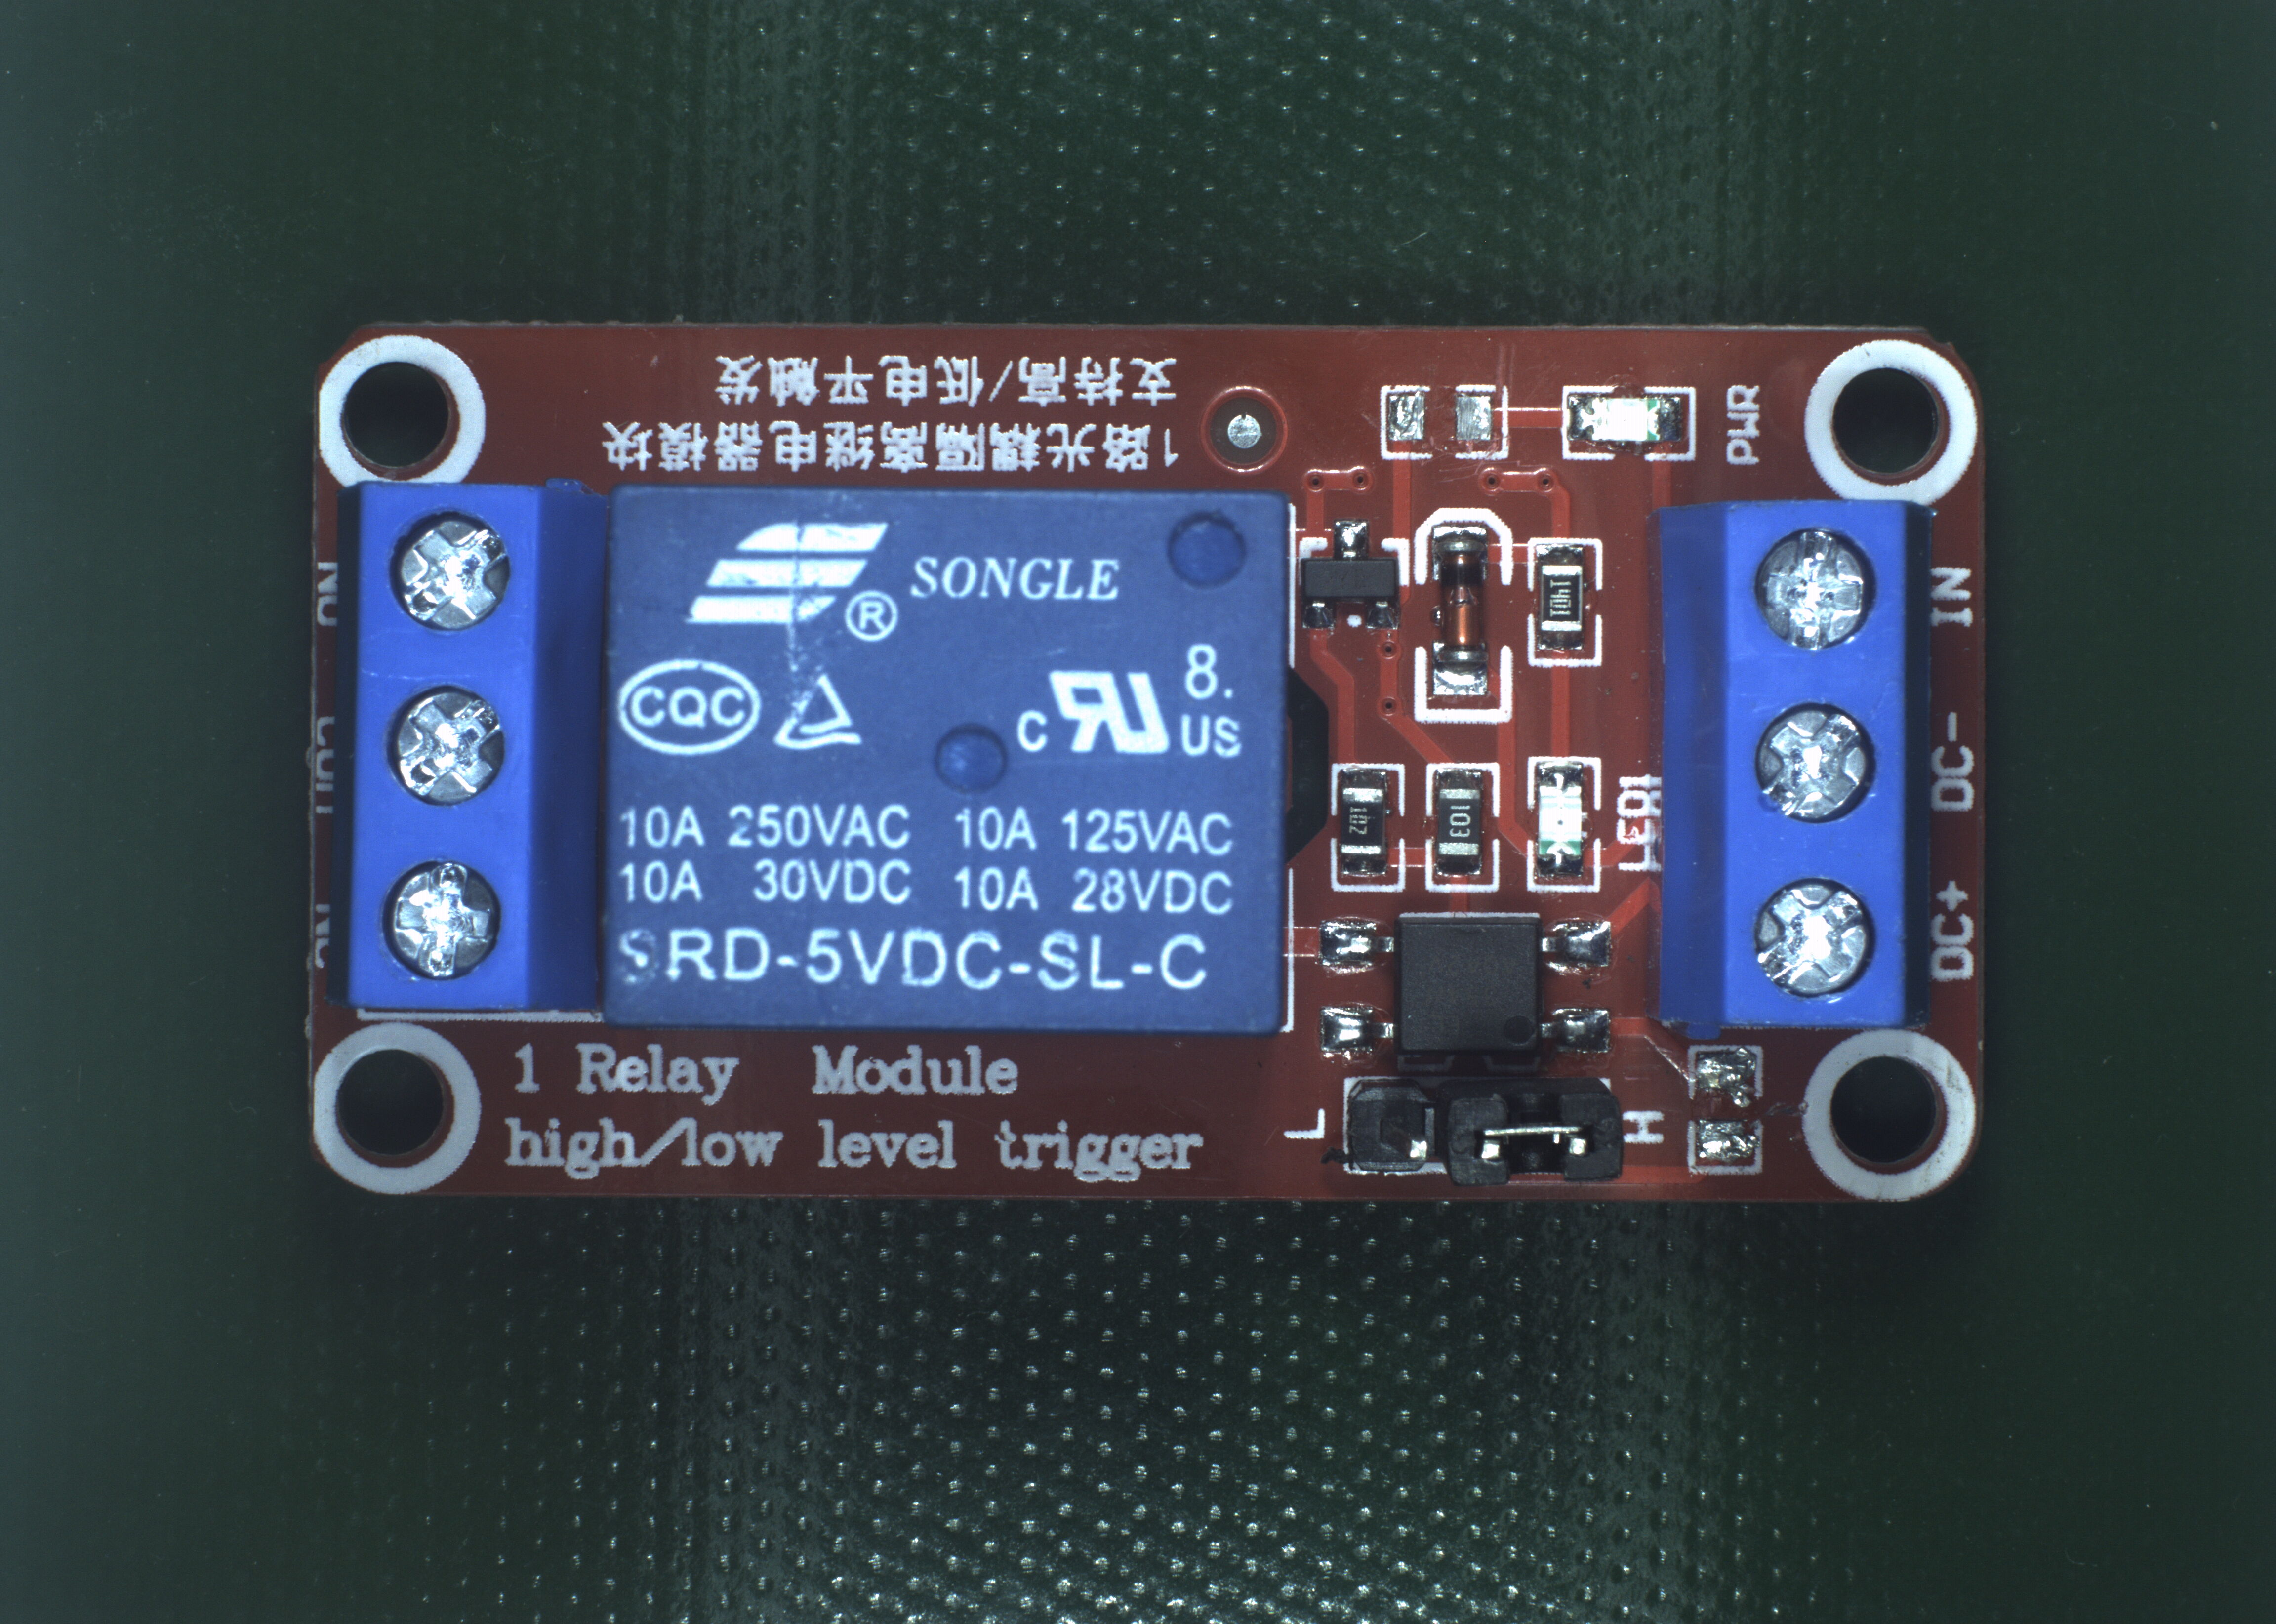 支持高/低电平触发
1路光耦隔离继电器模块
PWR
SONGLE
®
CQC
8.
c UR US
10A 250VAC 10A 125VAC
10A 30VDC 10A 28VDC
SRD-5VDC-SL-C
102
103
LED1
IN
DC-
DC+
1 Relay Module
high/low level trigger
L
H